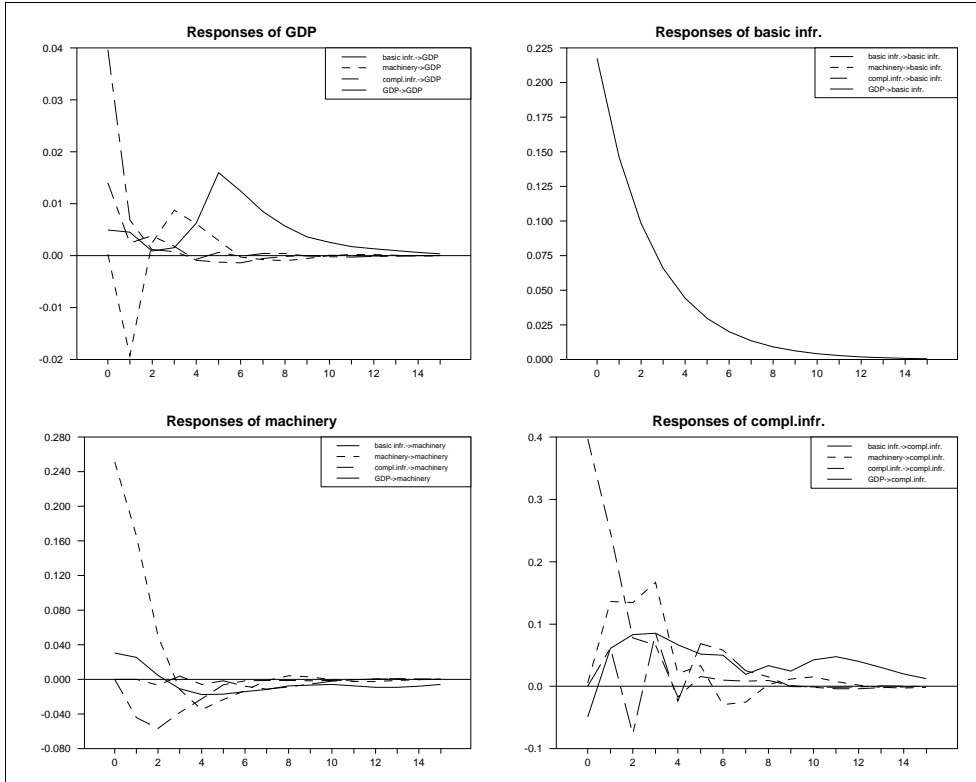 Responses of GDP
basic infr.->GDP
machinery->GDP
compl.infr.->GDP
GDP->GDP
0.04
0.03
0.02
0.01
0.00
-0.01
-0.02
0 2 4 6 8 10 12 14
Responses of basic infr.
basic infr.->basic infr.
machinery->basic infr.
compl.infr.->basic infr.
GDP->basic infr.
0.225
0.200
0.175
0.150
0.125
0.100
0.075
0.050
0.025
0.000
0 2 4 6 8 10 12 14
Responses of machinery
basic infr.->machinery
machinery->machinery
compl.infr.->machinery
GDP->machinery
0.280
0.240
0.200
0.160
0.120
0.080
0.040
0.000
-0.040
-0.080
0 2 4 6 8 10 12 14
Responses of compl.infr.
basic infr.->compl.infr.
machinery->compl.infr.
compl.infr.->compl.infr.
GDP->compl.infr.
0.4
0.3
0.2
0.1
0.0
-0.1
0 2 4 6 8 10 12 14